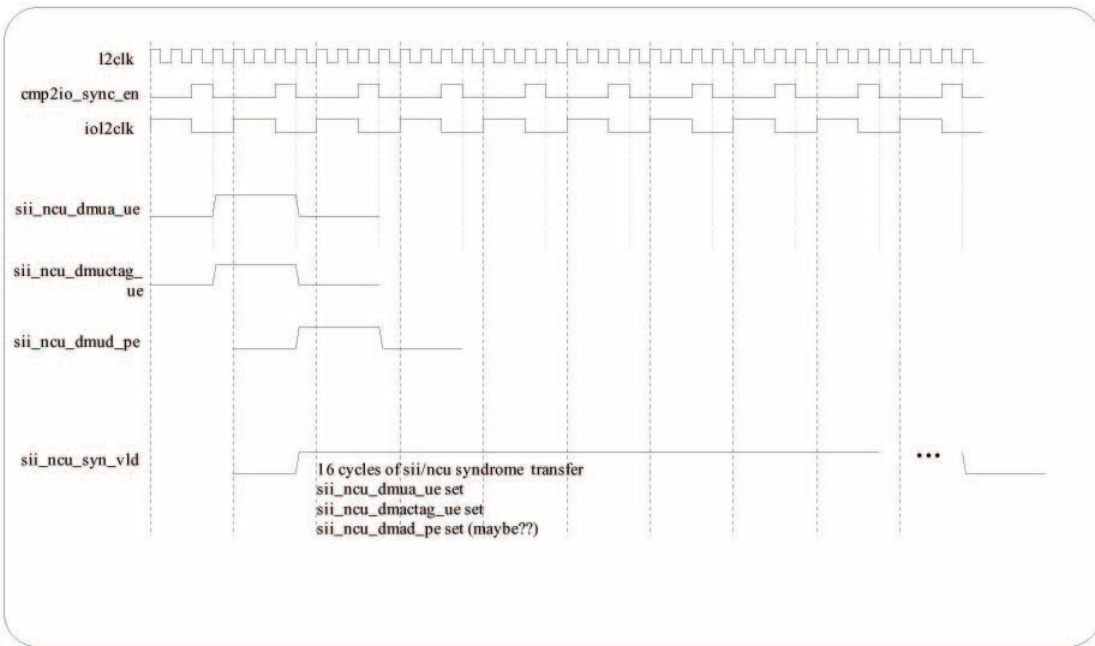 l2clk
cmp2io_sync_en
iol2clk
sii_ncu_dmua_ue
sii_ncu_dmuctag_
ue
sii_ncu_dmud_pe
sii_ncu_syn_vld
•••
16 cycles of sii/ncu syndrome transfer
sii_ncu_dmua_ue set
sii_ncu_dmactag_ue set
sii_ncu_dmad_pe set (maybe??)